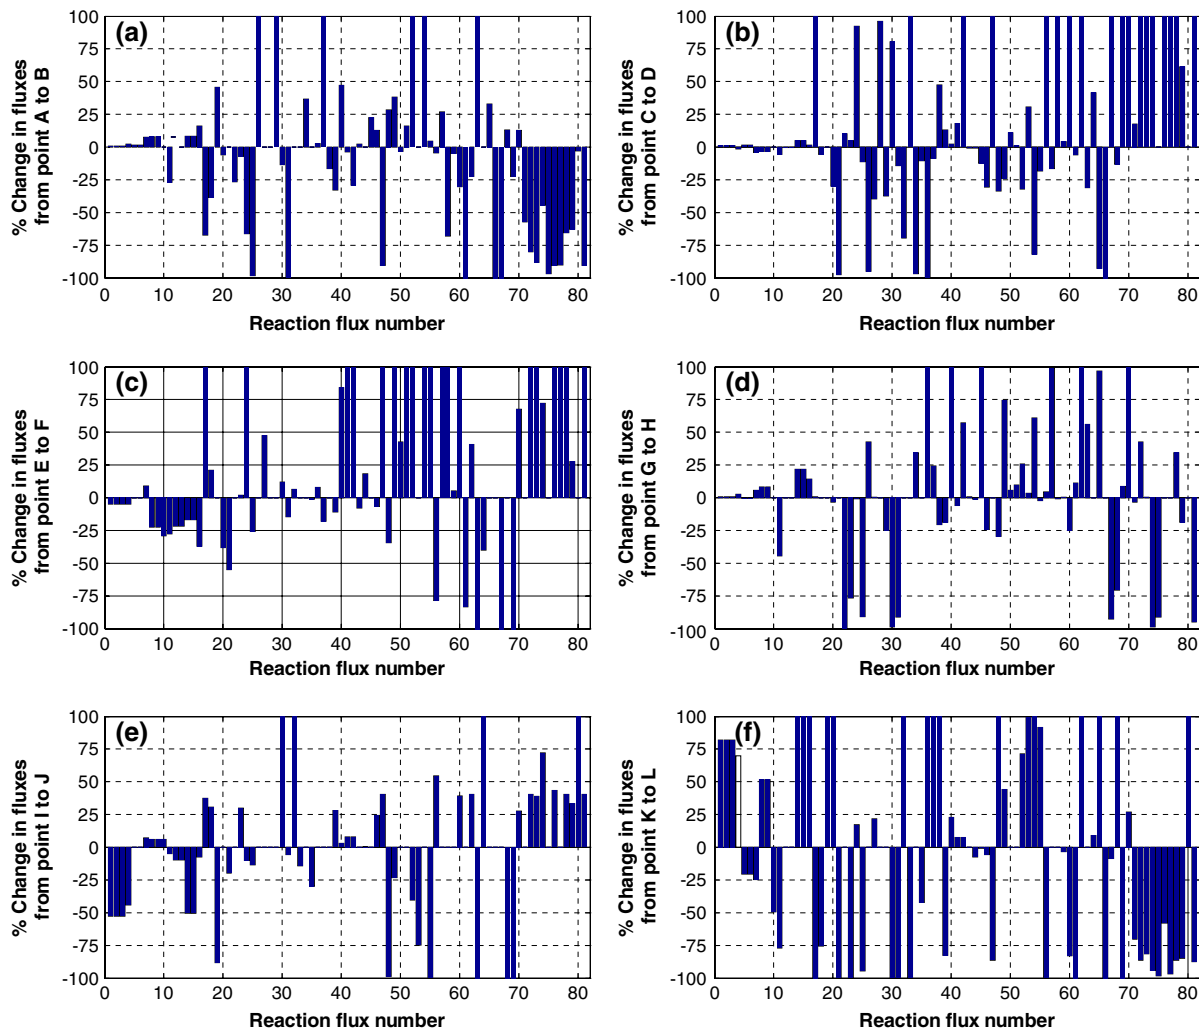 (a)
% Change in fluxes
from point A to B
100
75
50
25
0
-25
-50
-75
-100
0 10 20 30 40 50 60 70 80
Reaction flux number
(b)
% Change in fluxes
from point C to D
100
75
50
25
0
-25
-50
-75
-100
0 10 20 30 40 50 60 70 80
Reaction flux number
(c)
% Change in fluxes
from point E to F
100
75
50
25
0
-25
-50
-75
-100
0 10 20 30 40 50 60 70 80
Reaction flux number
(d)
% Change in fluxes
from point G to H
100
75
50
25
0
-25
-50
-75
-100
0 10 20 30 40 50 60 70 80
Reaction flux number
(e)
% Change in fluxes
from point I to J
100
75
50
25
0
-25
-50
-75
-100
0 10 20 30 40 50 60 70 80
Reaction flux number
(f)
% Change in fluxes
from point K to L
100
75
50
25
0
-25
-50
-75
-100
0 10 20 30 40 50 60 70 80
Reaction flux number